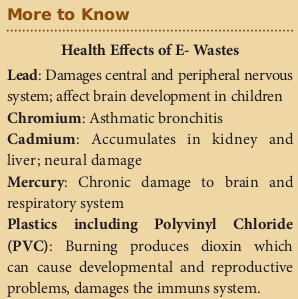 More to Know
Health Effects of E- Wastes
Lead: Damages central and peripheral nervous
system; affect brain development in children
Chromium: Asthmatic bronchitis
Cadmium: Accumulates in kidney and
liver; neural damage
Mercury: Chronic damage to brain and
respiratory system
Plastics including Polyvinyl Chloride
(PVC): Burning produces dioxin which
can cause developmental and reproductive
problems, damages the immuns system.